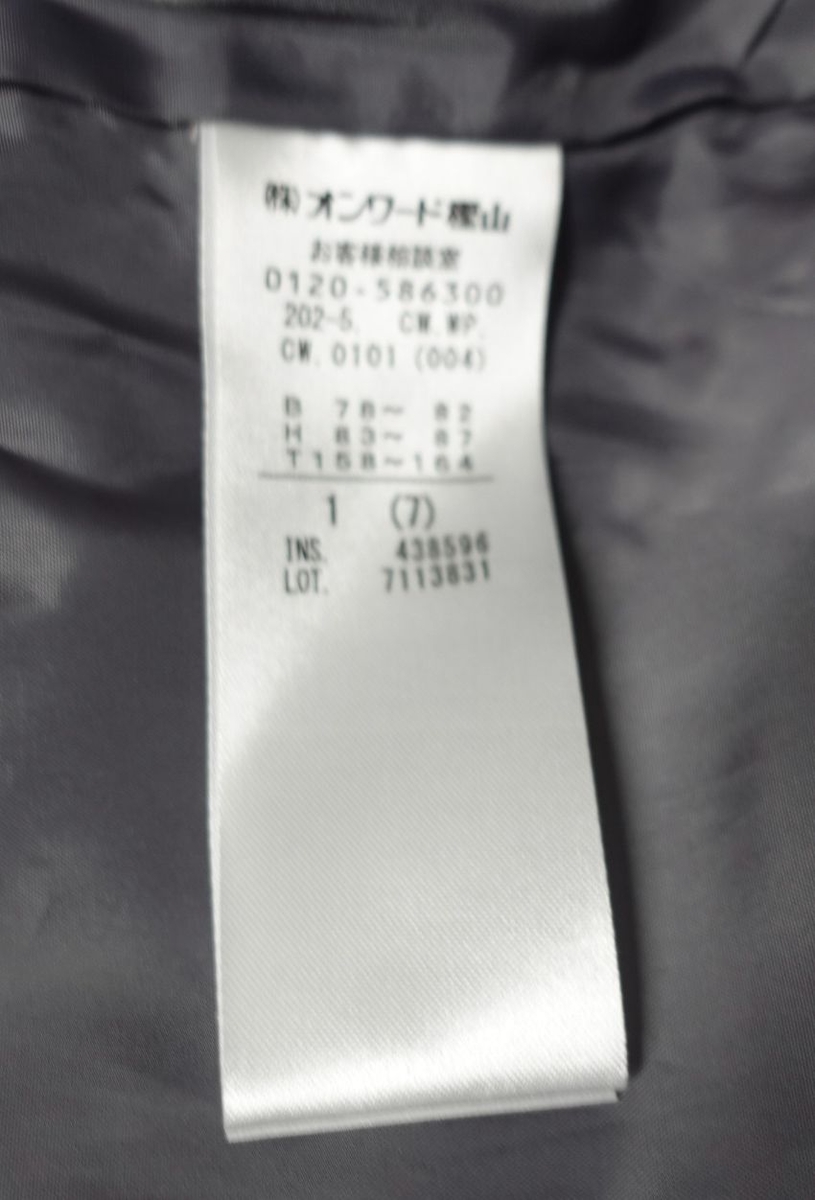 (株)オンワード樫山
お客様相談室
0120-586300
202-5. CW.WP.
CW.0101 (004)
B 78~ 82
H 83~ 87
T158~164
1 (7)
INS. 438596
LOT. 7113831